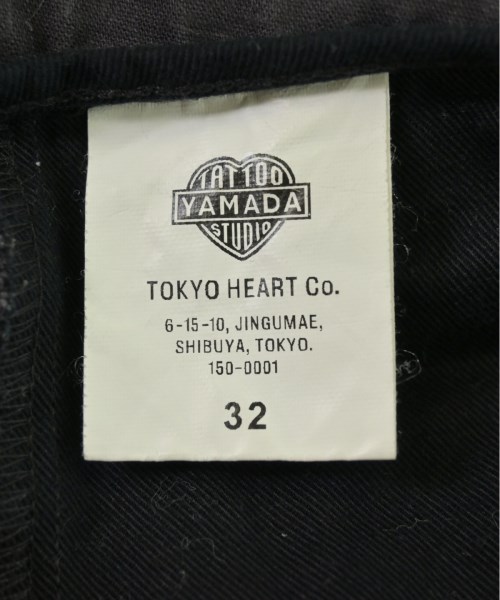 TATTOO
YAMADA
STUDIO
TOKYO HEART Co.
6-15-10, JINGUMAE,
SHIBUYA, TOKYO.
150-0001
32